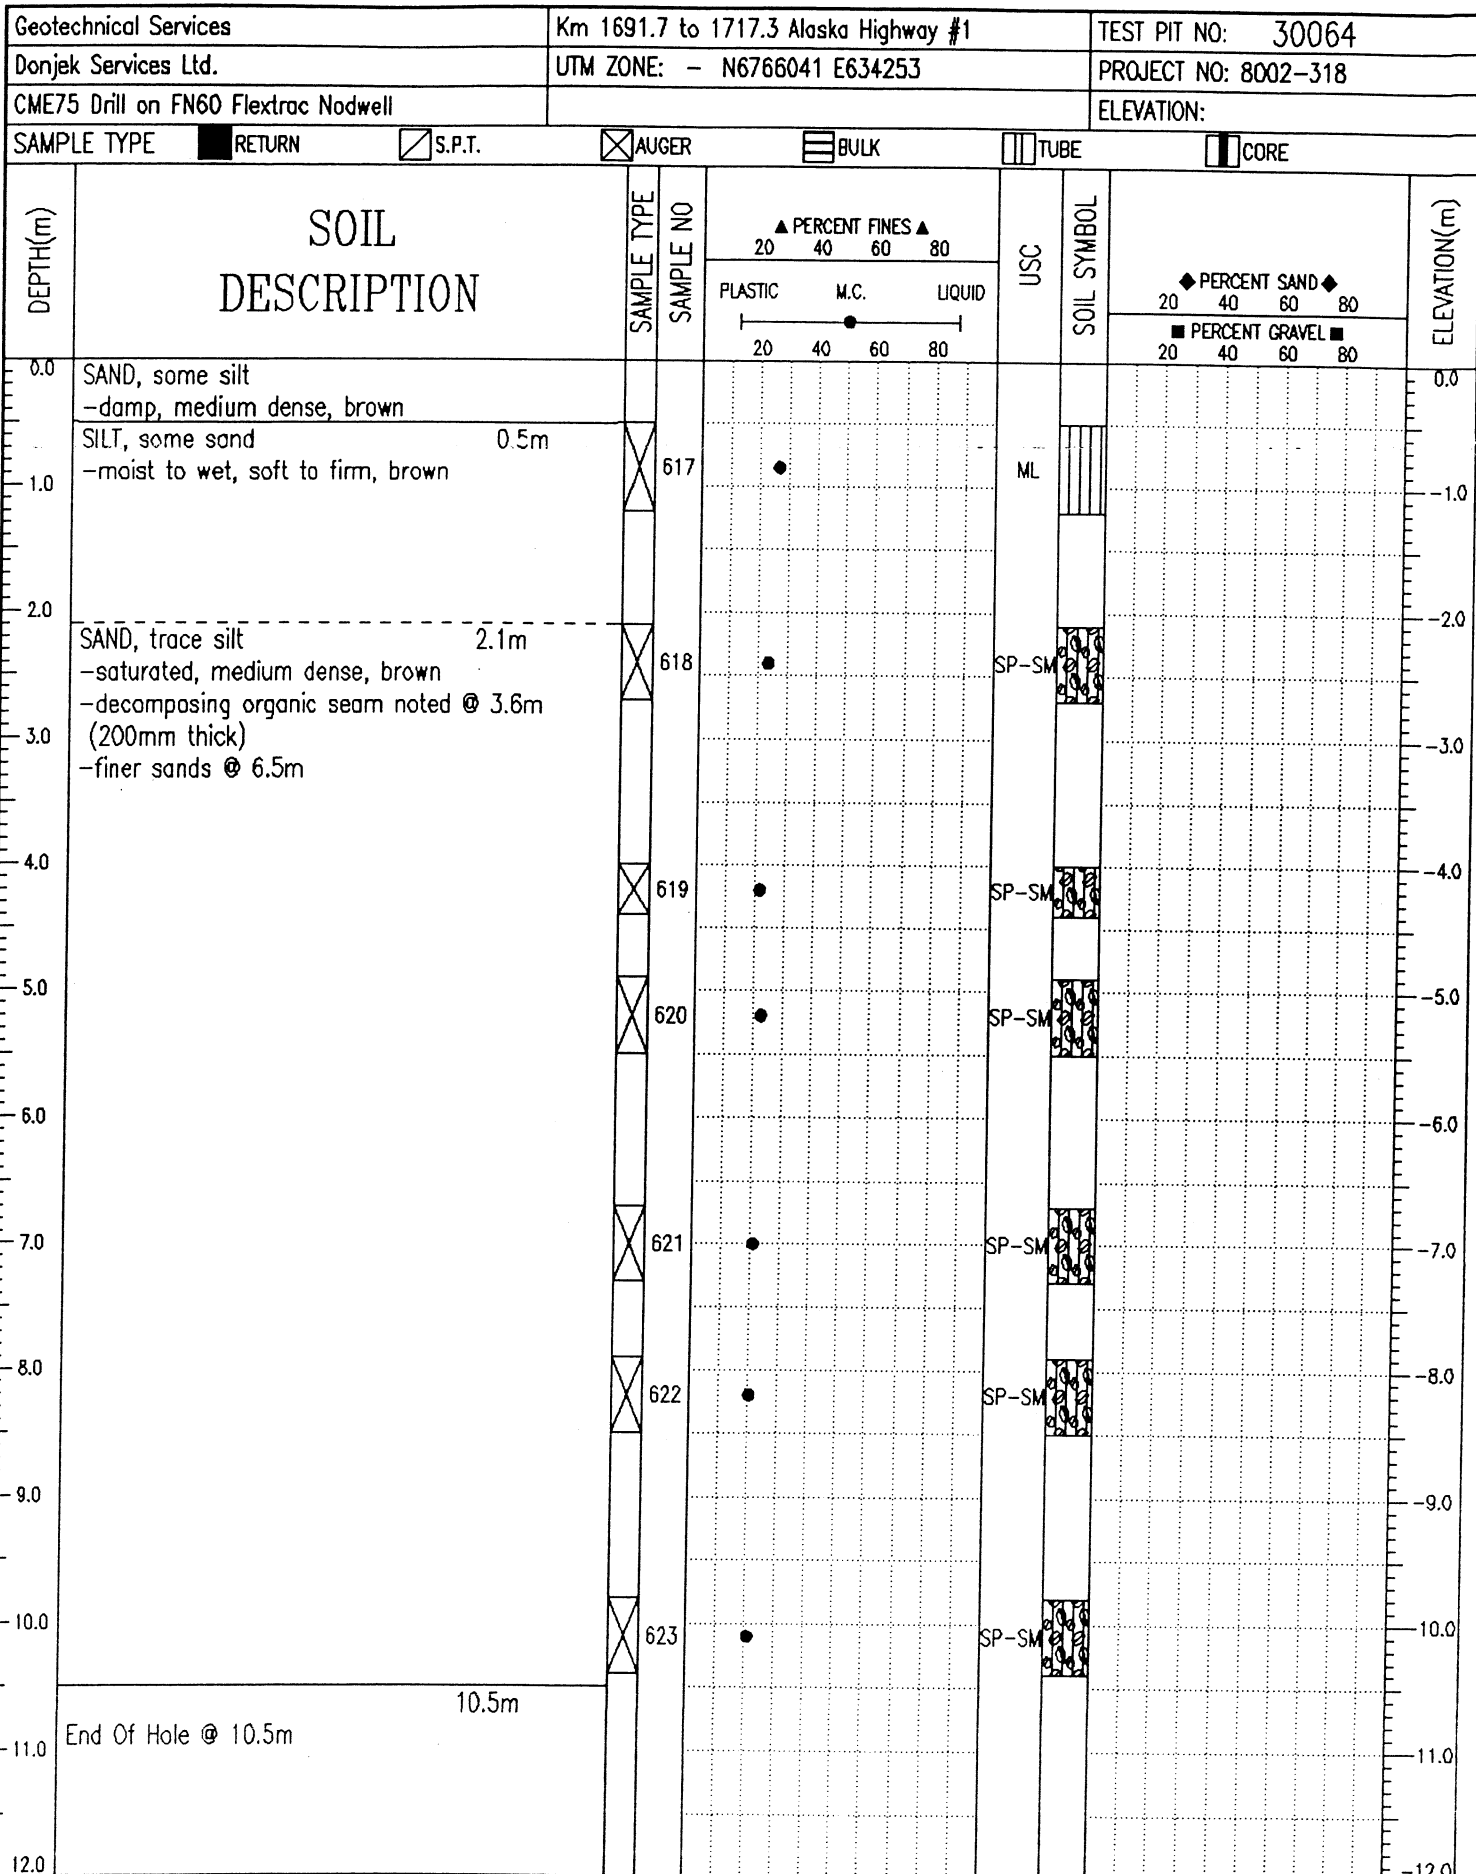 Geotechnical Services
Km 1691.7 to 1717.3 Alaska Highway #1
TEST PIT NO: 30064
Donjek Services Ltd.
UTM ZONE: - N6766041 E634253
PROJECT NO: 8002-318
CME75 Drill on FN60 Flextrac Nodwell
ELEVATION:
SAMPLE TYPE RETURN S.P.T. AUGER BULK TUBE CORE
DEPTH(m)
SOIL
DESCRIPTION
SAMPLE TYPE
SAMPLE NO
▲ PERCENT FINES ▲
20 40 60 80
PLASTIC M.C. LIQUID
20 40 60 80
USC
SOIL SYMBOL
◆ PERCENT SAND ◆
20 40 60 80
■ PERCENT GRAVEL ■
20 40 60 80
ELEVATION(m)
0.0
SAND, some silt
0.0
-damp, medium dense, brown
SILT, some sand 0.5m
-moist to wet, soft to firm, brown
617
ML
1.0
-1.0
2.0
-2.0
SAND, trace silt 2.1m
618
SP-SM
-saturated, medium dense, brown
-decomposing organic seam noted @ 3.6m
(200mm thick)
3.0
-3.0
-finer sands @ 6.5m
4.0
-4.0
619
SP-SM
5.0
-5.0
620
SP-SM
6.0
-6.0
7.0
621
SP-SM
-7.0
8.0
-8.0
622
SP-SM
9.0
-9.0
10.0
623
SP-SM
-10.0
10.5m
End Of Hole @ 10.5m
11.0
-11.0
12.0
-12.0